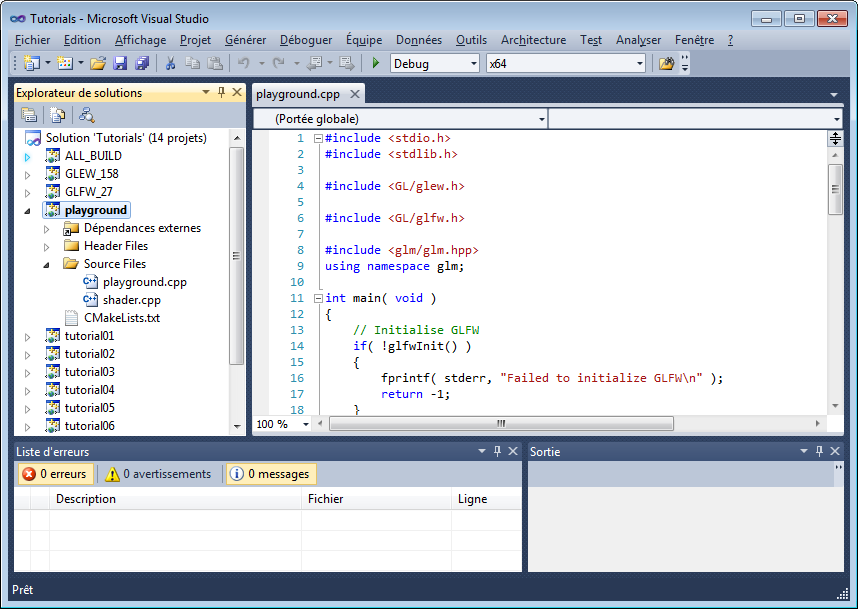 Tutorials - Microsoft Visual Studio
Fichier Edition Affichage Projet Générer Déboguer Équipe Données Outils Architecture Test Analyser Fenêtre ?
Debug x64
Explorateur de solutions
Solution 'Tutorials' (14 projets)
ALL_BUILD
GLEW_158
GLFW_27
playground
Dépendances externes
Header Files
Source Files
playground.cpp
shader.cpp
CMakeLists.txt
tutorial01
tutorial02
tutorial03
tutorial04
tutorial05
tutorial06
playground.cpp
(Portée globale)
1 #include <stdio.h>
2 #include <stdlib.h>
3
4 #include <GL/glew.h>
5
6 #include <GL/glfw.h>
7
8 #include <glm/glm.hpp>
9 using namespace glm;
10
11 int main( void )
12 {
13 // Initialise GLFW
14 if( !glfwInit() )
15 {
16 fprintf( stderr, "Failed to initialize GLFW\n" );
17 return -1;
18 }
100 %
Liste d'erreurs
0 erreurs 0 avertissements 0 messages
Description Fichier Ligne
Sortie
Prêt